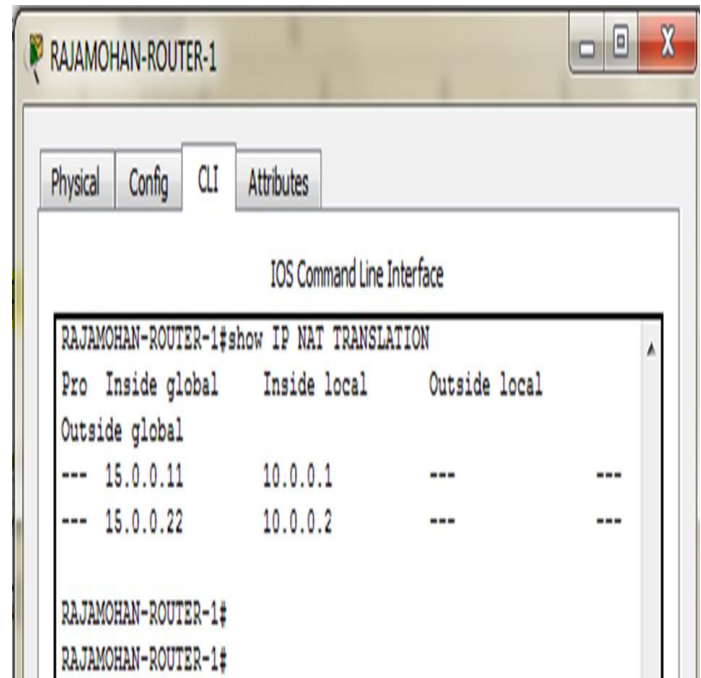 RAJAMOHAN-ROUTER-1
Physical Config CLI Attributes
IOS Command Line Interface
RAJAMOHAN-ROUTER-1#show IP NAT TRANSLATION
Pro Inside global Inside local Outside local
Outside global
--- 15.0.0.11 10.0.0.1 --- ---
--- 15.0.0.22 10.0.0.2 --- ---
RAJAMOHAN-ROUTER-1#
RAJAMOHAN-ROUTER-1#